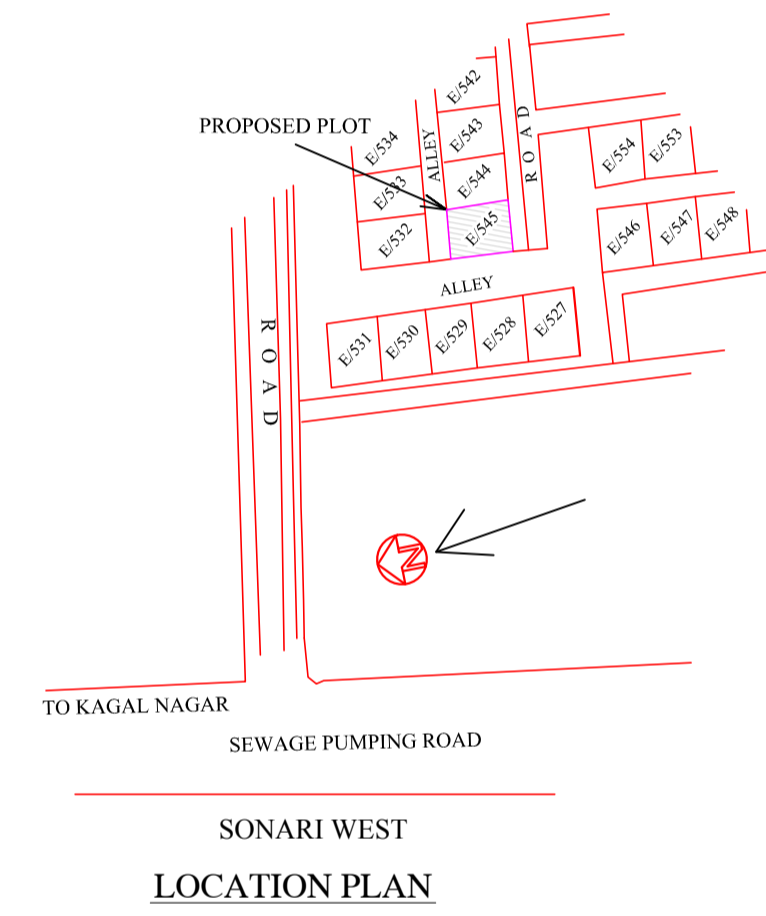 E/542
PROPOSED PLOT
E/534
ALLEY
E/543
ROAD
E/533
E/544
E/554
E/553
E/532
E/545
E/546
E/547
E/548
ALLEY
E/531
E/530
E/529
E/528
E/527
ROAD
N
TO KAGAL NAGAR
SEWAGE PUMPING ROAD
SONARI WEST
LOCATION PLAN